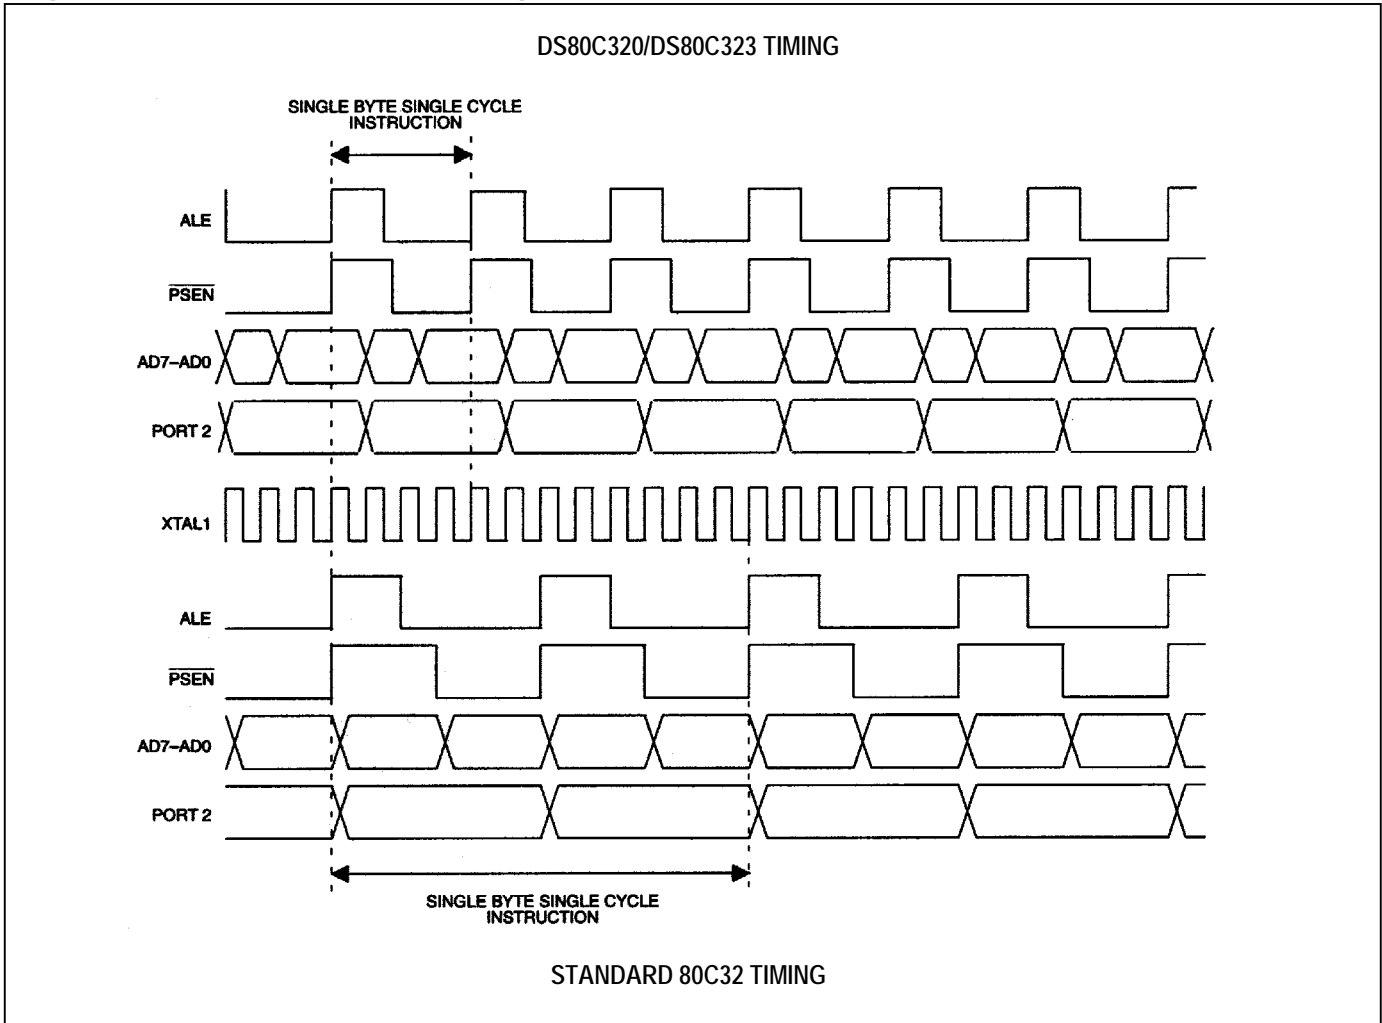 DS80C320/DS80C323 TIMING
SINGLE BYTE SINGLE CYCLE
INSTRUCTION
ALE
PSEN
AD7–AD0
PORT 2
XTAL1
ALE
PSEN
AD7–AD0
PORT 2
SINGLE BYTE SINGLE CYCLE
INSTRUCTION
STANDARD 80C32 TIMING